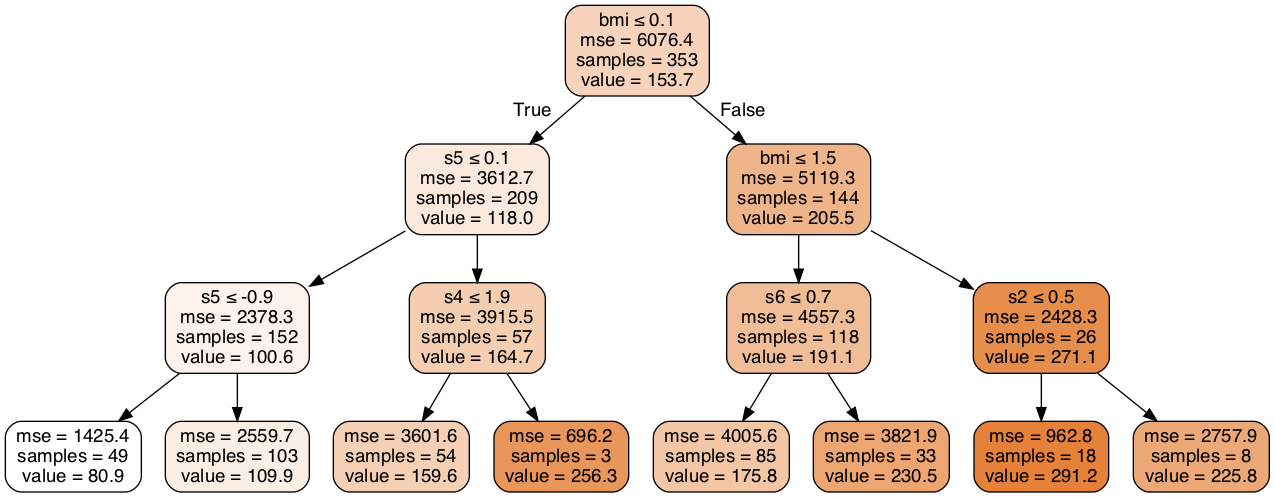 bmi ≤ 0.1
mse = 6076.4
samples = 353
value = 153.7
True
False
s5 ≤ 0.1
mse = 3612.7
samples = 209
value = 118.0
bmi ≤ 1.5
mse = 5119.3
samples = 144
value = 205.5
s5 ≤ -0.9
mse = 2378.3
samples = 152
value = 100.6
s4 ≤ 1.9
mse = 3915.5
samples = 57
value = 164.7
s6 ≤ 0.7
mse = 4557.3
samples = 118
value = 191.1
s2 ≤ 0.5
mse = 2428.3
samples = 26
value = 271.1
mse = 1425.4
samples = 49
value = 80.9
mse = 2559.7
samples = 103
value = 109.9
mse = 3601.6
samples = 54
value = 159.6
mse = 696.2
samples = 3
value = 256.3
mse = 4005.6
samples = 85
value = 175.8
mse = 3821.9
samples = 33
value = 230.5
mse = 962.8
samples = 18
value = 291.2
mse = 2757.9
samples = 8
value = 225.8